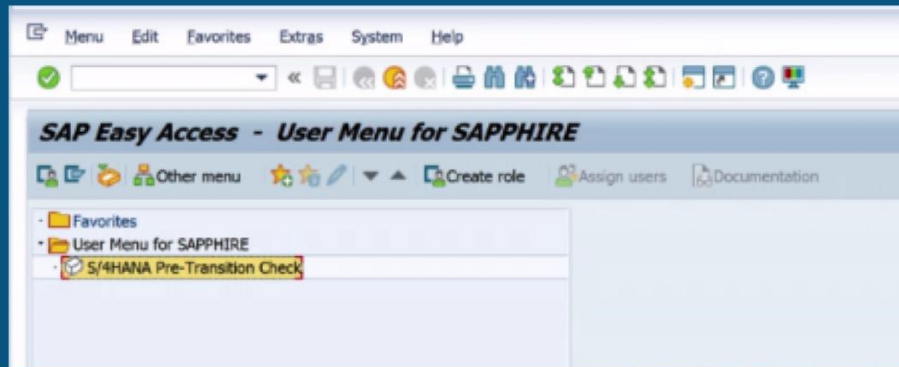 Menu Edit Favorites Extras System Help
SAP Easy Access - User Menu for SAPPHIRE
Other menu Create role Assign users Documentation
Favorites
User Menu for SAPPHIRE
S/4HANA Pre-Transition Check